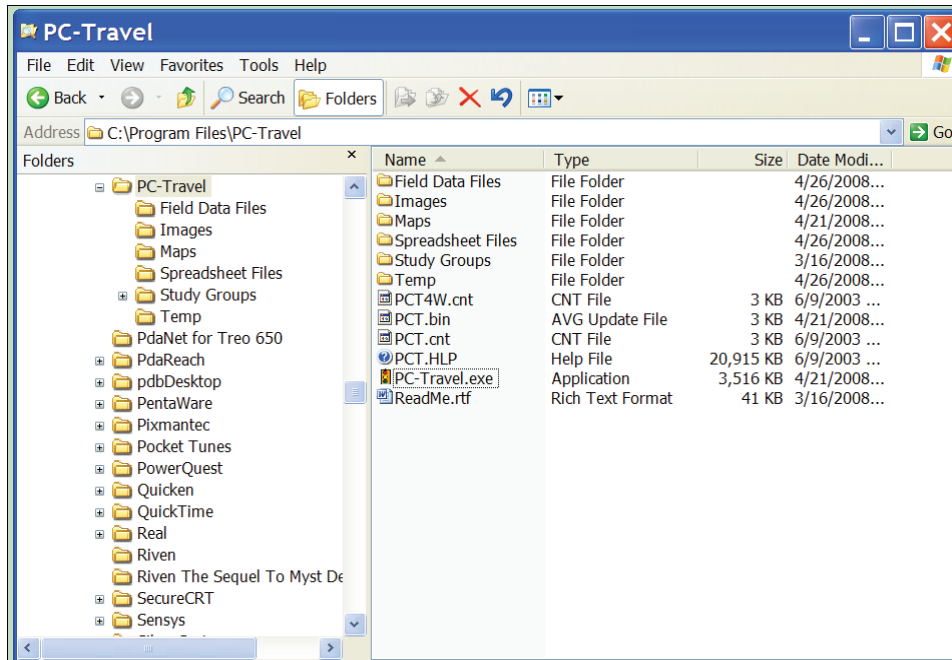 PC-Travel
File Edit View Favorites Tools Help
Back Search Folders
Address C:\Program Files\PC-Travel Go
Folders
PC-Travel
Field Data Files
Images
Maps
Spreadsheet Files
Study Groups
Temp
PdaNet for Treo 650
PdaReach
pdbDesktop
PentaWare
Pixmantec
Pocket Tunes
PowerQuest
Quicken
QuickTime
Real
Riven
Riven The Sequel To Myst De
SecureCRT
Sensys
Name Type Size Date Modi...
Field Data Files File Folder 4/26/2008...
Images File Folder 4/26/2008...
Maps File Folder 4/21/2008...
Spreadsheet Files File Folder 4/26/2008...
Study Groups File Folder 3/16/2008...
Temp File Folder 4/26/2008...
PCT4W.cnt CNT File 3 KB 6/9/2003 ...
PCT.bin AVG Update File 3 KB 4/21/2008...
PCT.cnt CNT File 3 KB 6/9/2003 ...
PCT.HLP Help File 20,915 KB 6/9/2003 ...
PC-Travel.exe Application 3,516 KB 4/21/2008...
ReadMe.rtf Rich Text Format 41 KB 3/16/2008...